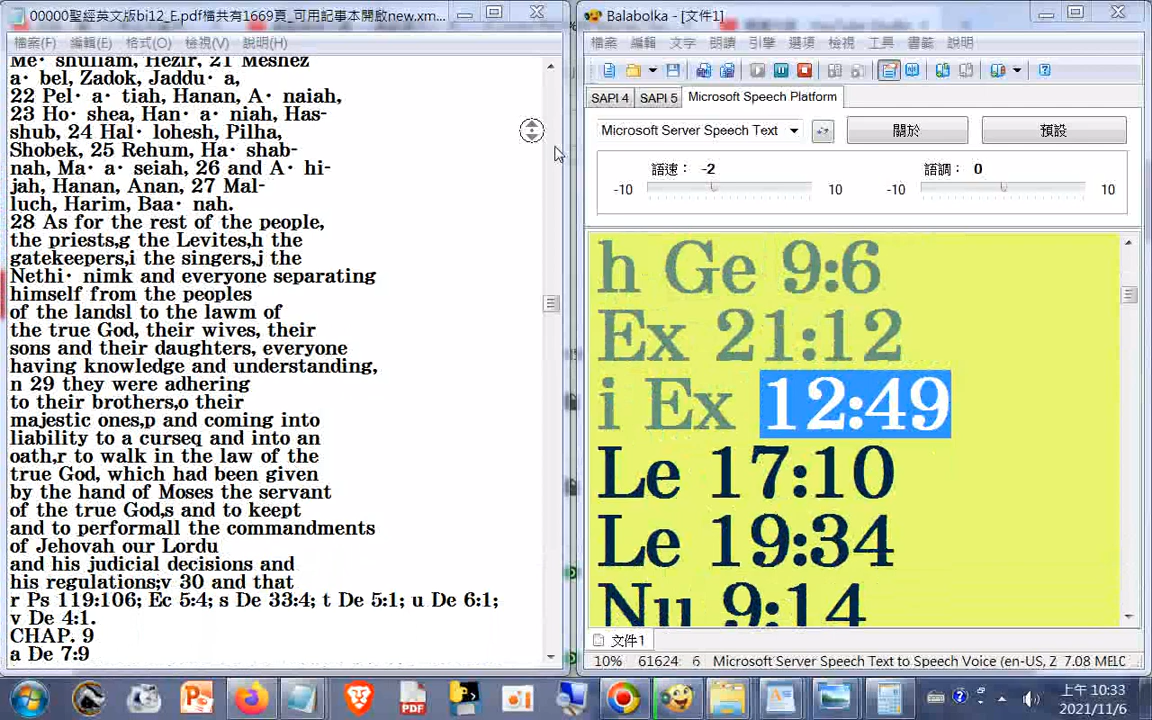 00000聖經英文版bi12_E.pdf檔共有1669頁_可用記事本開啟new.xm...
檔案(F) 編輯(E) 格式(O) 檢視(V) 說明(H)
Me· shullam, Hezir, 21 Meshez
a· bel, Zadok, Jaddu· a,
22 Pel· a· tiah, Hanan, A· naiah,
23 Ho· shea, Han· a· niah, Has-
shub, 24 Hal· lohesh, Pilha,
Shobek, 25 Rehum, Ha· shab-
nah, Ma· a· seiah, 26 and A· hi-
jah, Hanan, Anan, 27 Mal-
luch, Harim, Baa· nah.
28 As for the rest of the people,
the priests,g the Levites,h the
gatekeepers,i the singers,j the
Nethi· nimk and everyone separating
himself from the peoples
of the landsl to the lawm of
the true God, their wives, their
sons and their daughters, everyone
having knowledge and understanding,
n 29 they were adhering
to their brothers,o their
majestic ones,p and coming into
liability to a curseq and into an
oath,r to walk in the law of the
true God, which had been given
by the hand of Moses the servant
of the true God,s and to keept
and to performall the commandments
of Jehovah our Lordu
and his judicial decisions and
his regulations;v 30 and that
r Ps 119:106; Ec 5:4; s De 33:4; t De 5:1; u De 6:1;
v De 4:1.
CHAP. 9
a De 7:9
Balabolka - [文件1]
檔案 編輯 文字 朗讀 引擎 選項 檢視 工具 書籤 說明
SAPI 4 SAPI 5 Microsoft Speech Platform
Microsoft Server Speech Text 關於 預設
語速： -2 語調： 0
-10 10 -10 10
h Ge 9:6
Ex 21:12
i Ex 12:49
Le 17:10
Le 19:34
Nu 9:14
文件1
10% 61624: 6 Microsoft Server Speech Text to Speech Voice (en-US, Z 7.08 MELC
上午 10:33
2021/11/6